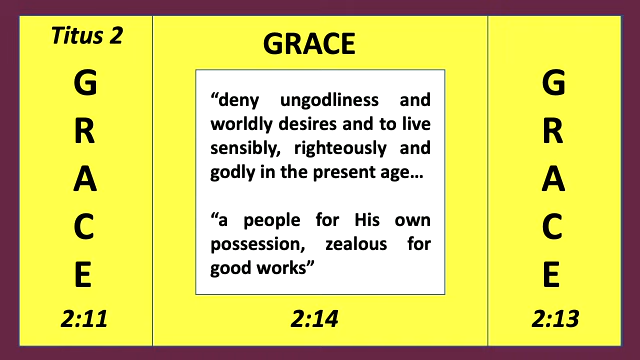 Titus 2
G
R
A
C
E
2:11
GRACE
“deny ungodliness and
worldly desires and to live
sensibly, righteously and
godly in the present age…
“a people for His own
possession, zealous for
good works”
2:14
G
R
A
C
E
2:13